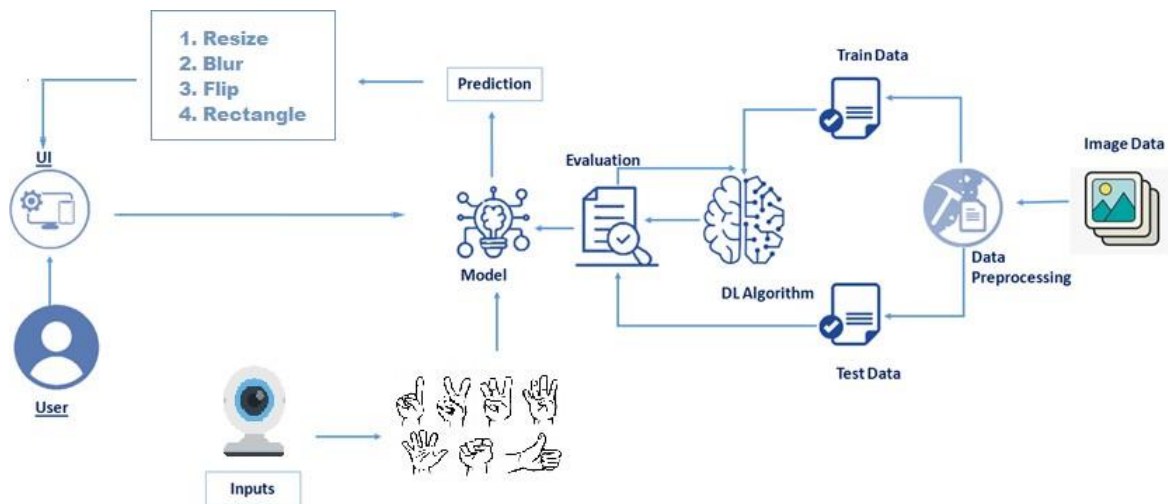 1. Resize
2. Blur
3. Flip
4. Rectangle
Prediction
Train Data
Image Data
Evaluation
UI
Model
DL Algorithm
Data
Preprocessing
Test Data
User
Inputs